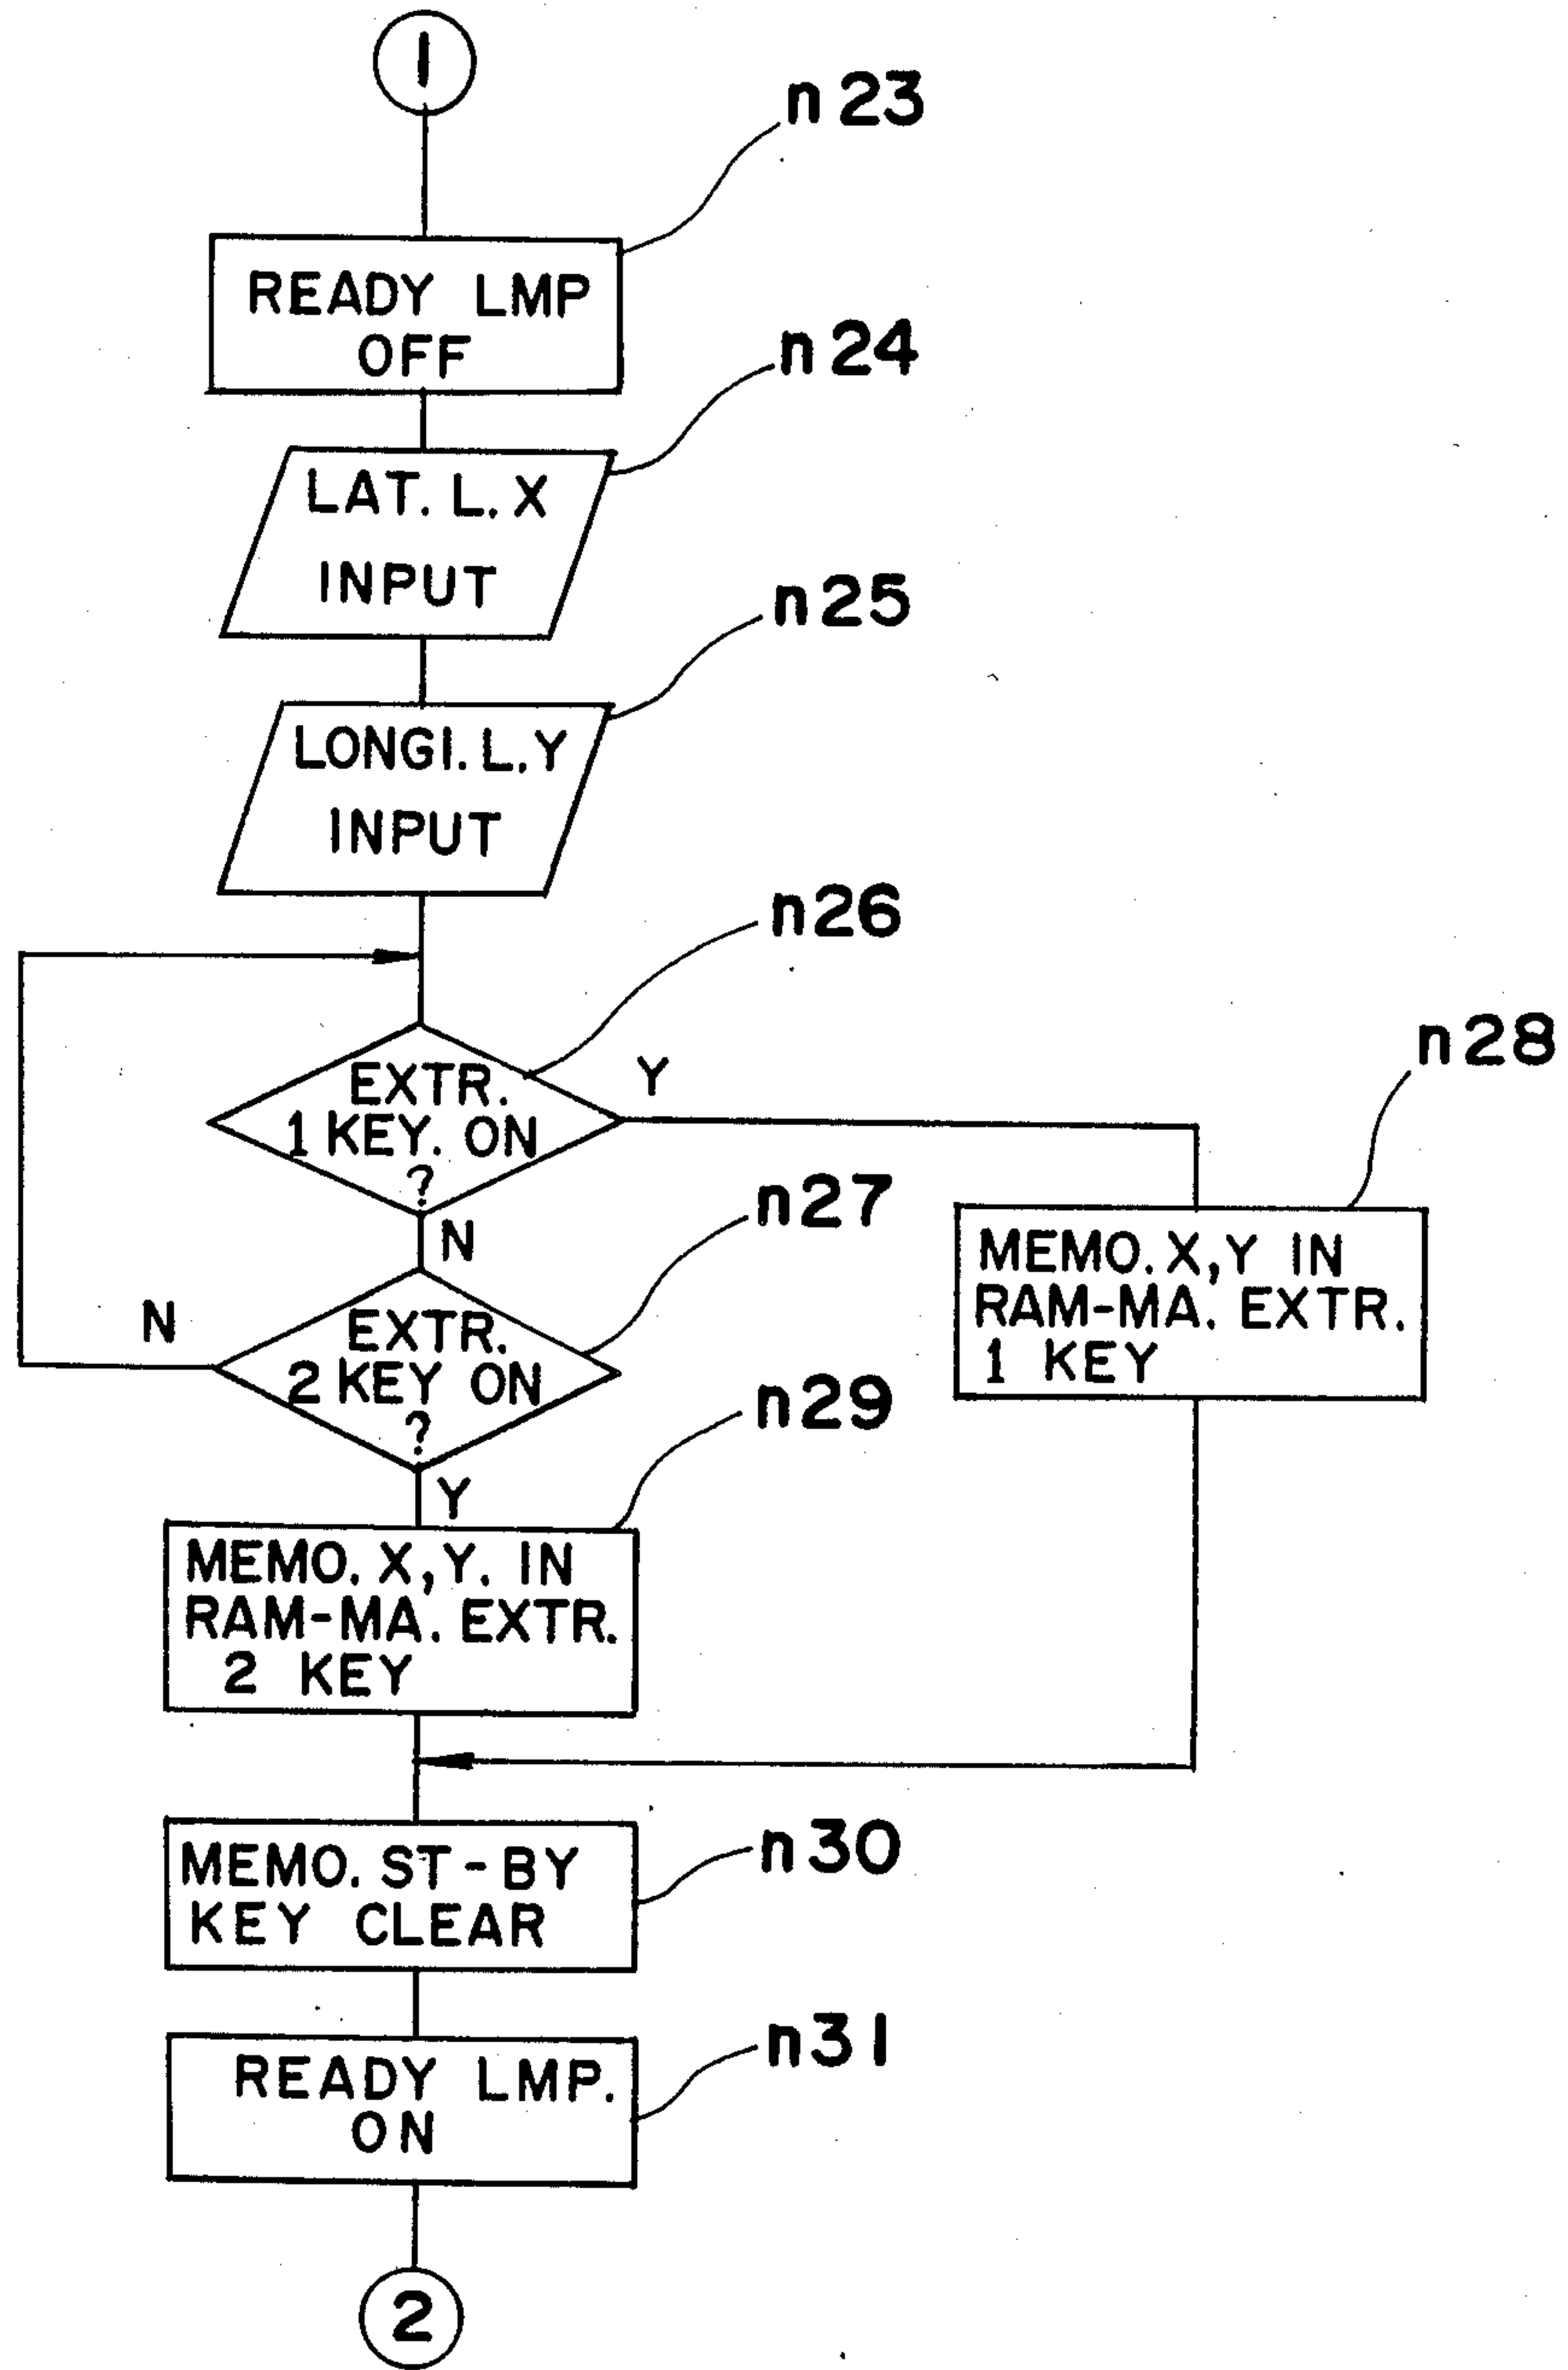 1
n23
READY LMP
OFF
n24
LAT. L. X
INPUT
n25
LONGI. L. Y
INPUT
n26
EXTR.
1 KEY. ON
?
Y
N
n28
MEMO. X, Y IN
RAM-MA. EXTR.
1 KEY
n27
EXTR.
2 KEY ON
?
N
Y
n29
MEMO. X, Y. IN
RAM-MA. EXTR.
2 KEY
n30
MEMO. ST-BY
KEY CLEAR
n31
READY LMP.
ON
2